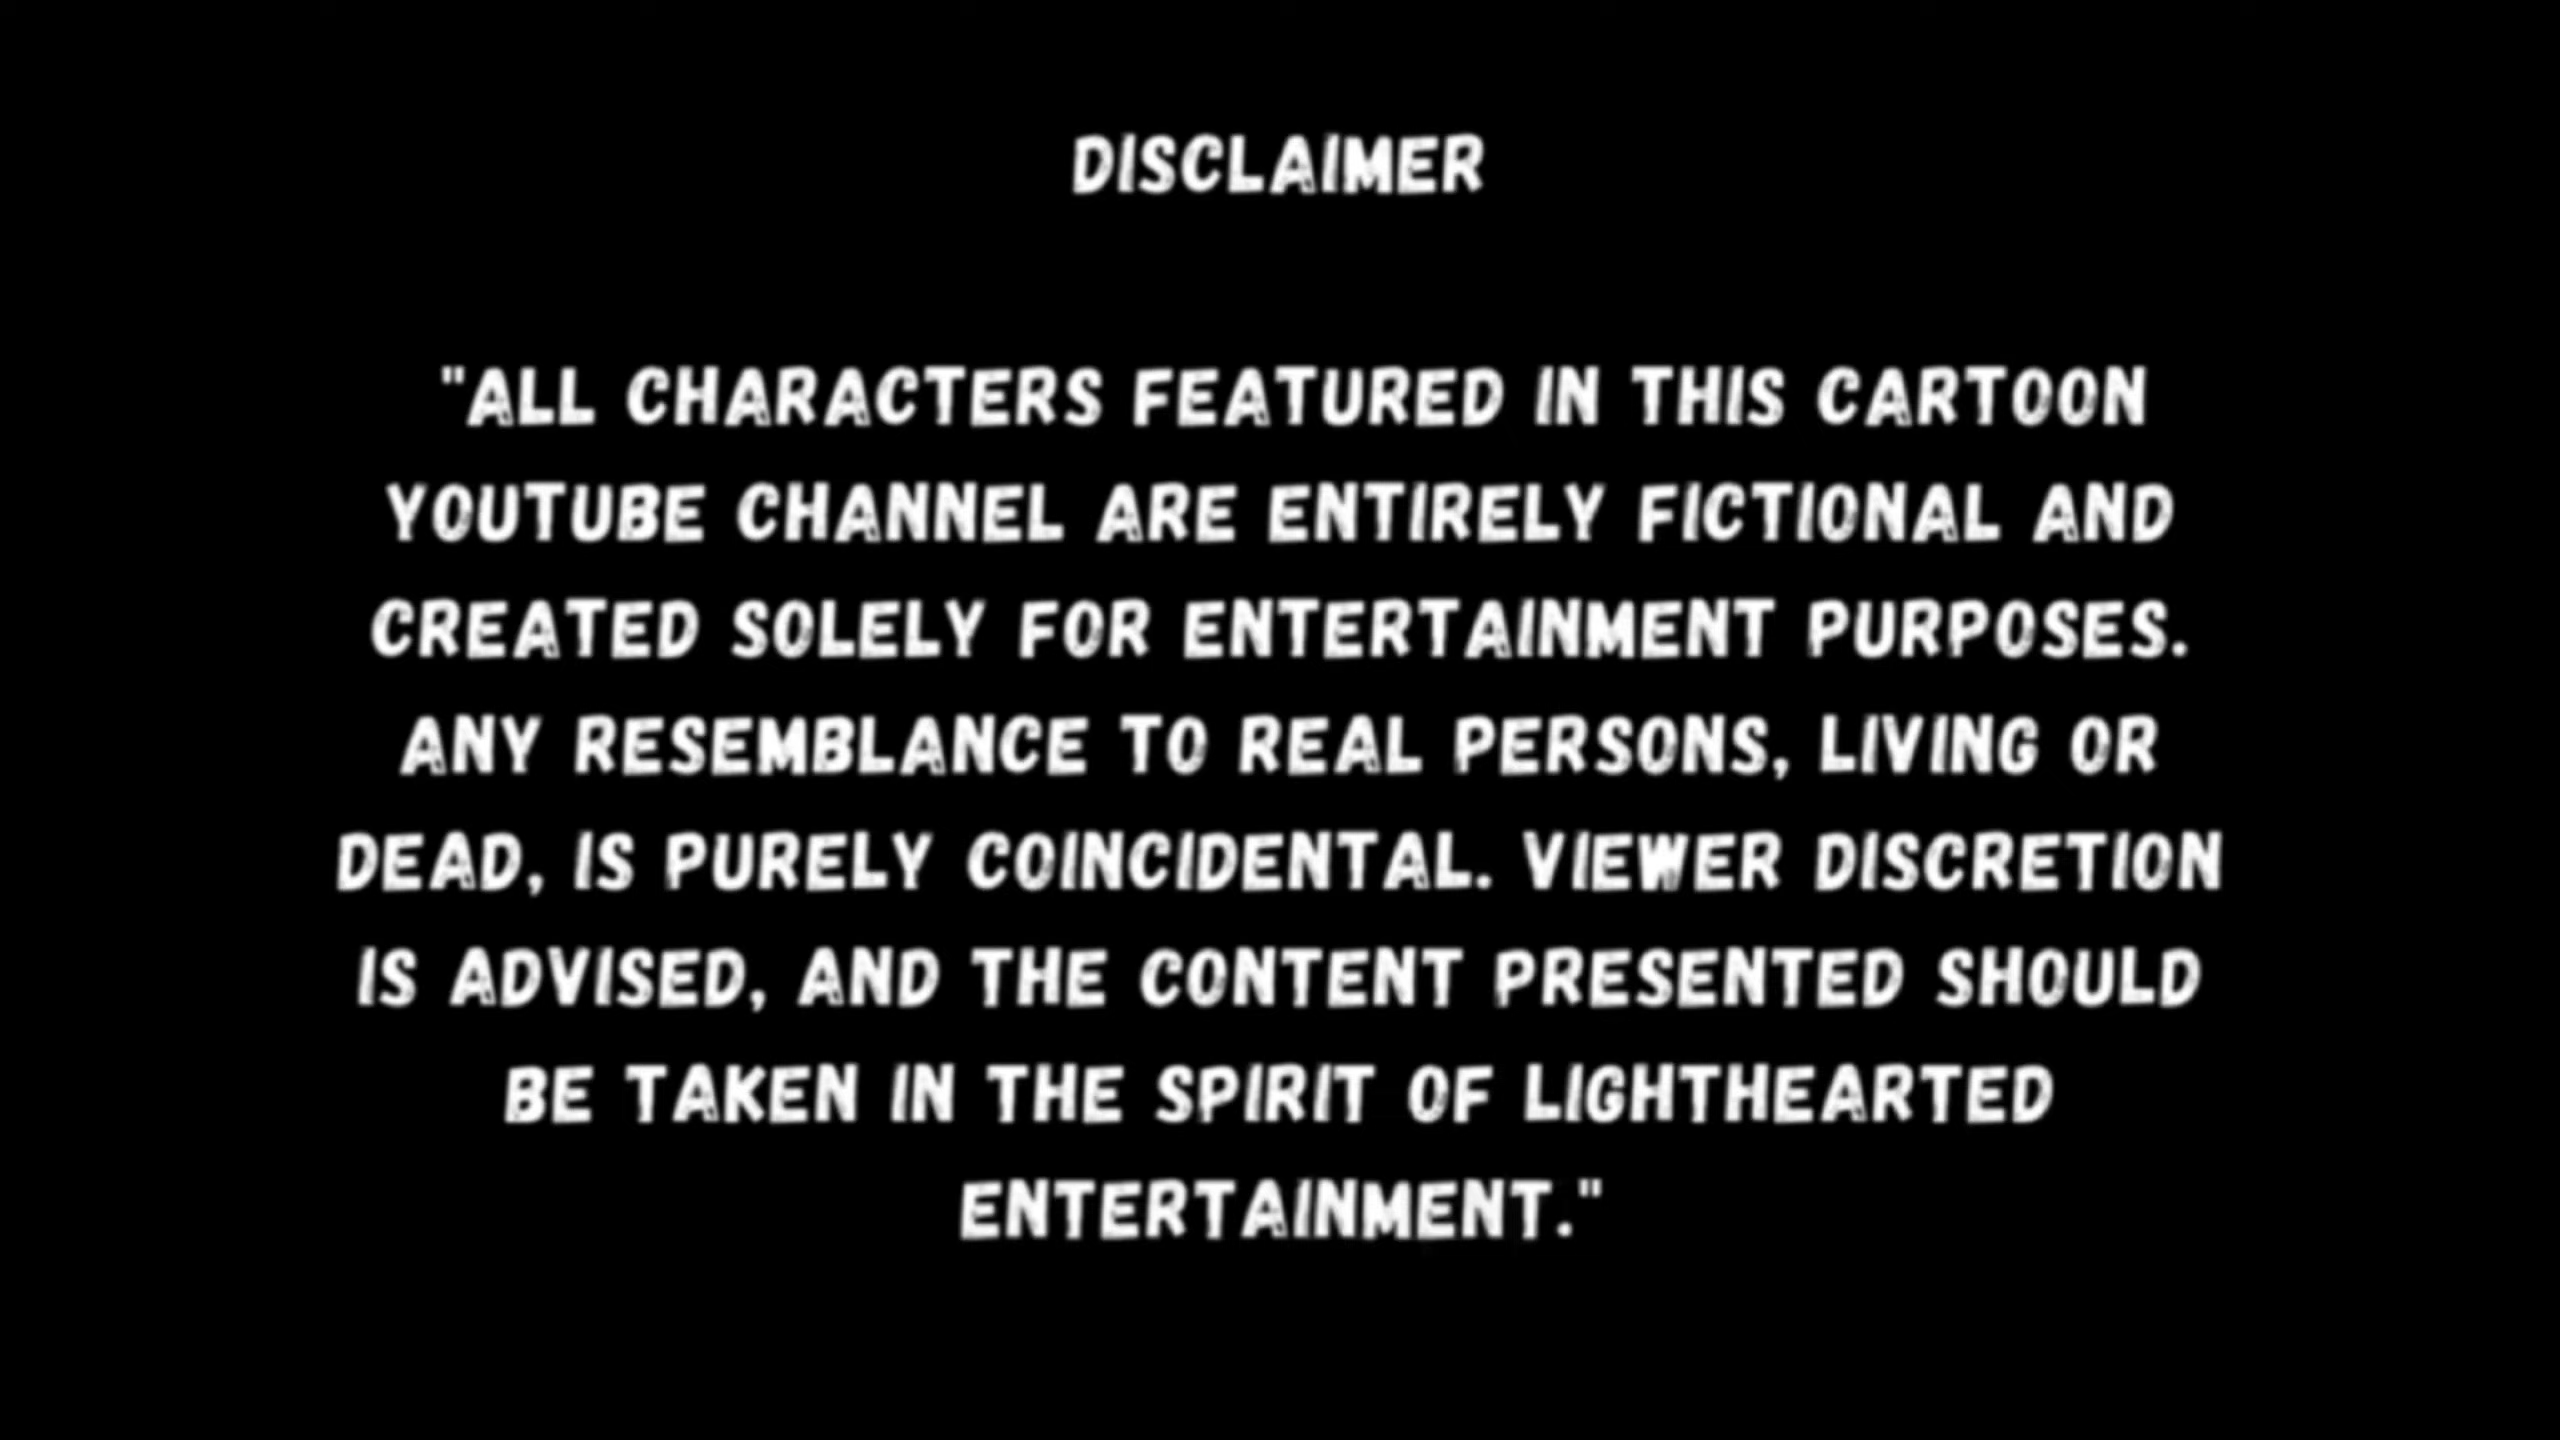 DISCLAIMER
"ALL CHARACTERS FEATURED IN THIS CARTOON
YOUTUBE CHANNEL ARE ENTIRELY FICTIONAL AND
CREATED SOLELY FOR ENTERTAINMENT PURPOSES.
ANY RESEMBLANCE TO REAL PERSONS, LIVING OR
DEAD, IS PURELY COINCIDENTAL. VIEWER DISCRETION
IS ADVISED, AND THE CONTENT PRESENTED SHOULD
BE TAKEN IN THE SPIRIT OF LIGHTHEARTED
ENTERTAINMENT."